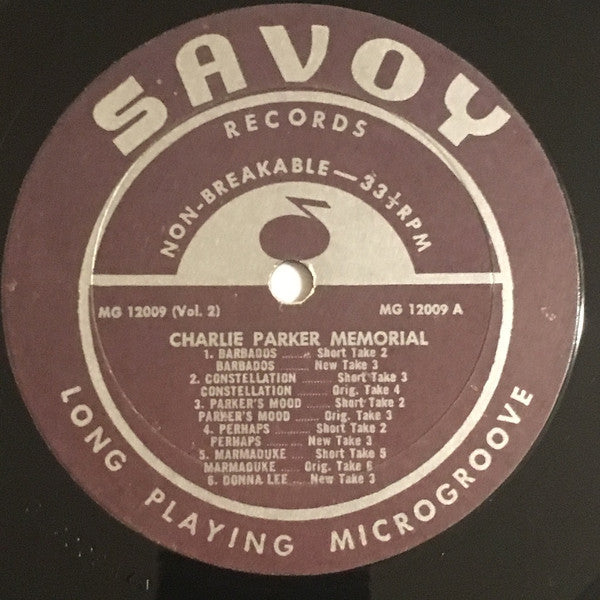 SAVOY
RECORDS
NON-BREAKABLE — 33⅓ RPM
MG 12009 (Vol. 2) MG 12009 A
CHARLIE PARKER MEMORIAL
1. BARBADOS ........ Short Take 2
BARBADOS ........ New Take 3
2. CONSTELLATION ...... Short Take 3
CONSTELLATION ...... Orig. Take 4
3. PARKER'S MOOD ..... Short Take 2
PARKER'S MOOD ..... Orig. Take 3
4. PERHAPS ..... Short Take 2
PERHAPS ..... New Take 3
5. MARMADUKE ..... Short Take 5
MARMADUKE ..... Orig. Take 6
6. DONNA LEE ..... New Take 3
LONG PLAYING MICROGROOVE